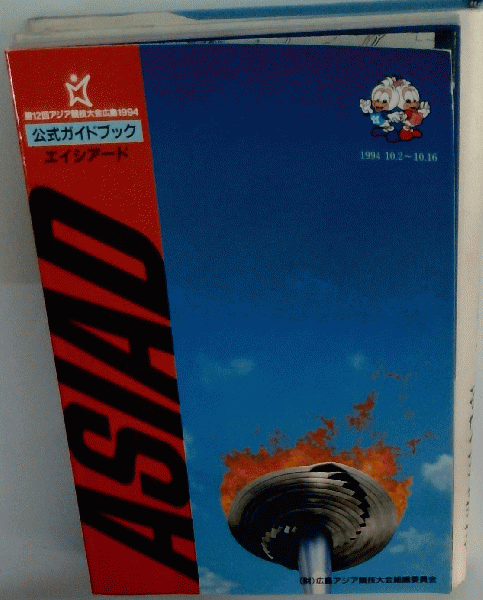 第12回アジア競技大会広島1994
公式ガイドブック
エイシアード
ASIAD
1994 10.2〜10.16
(財)広島アジア競技大会組織委員会